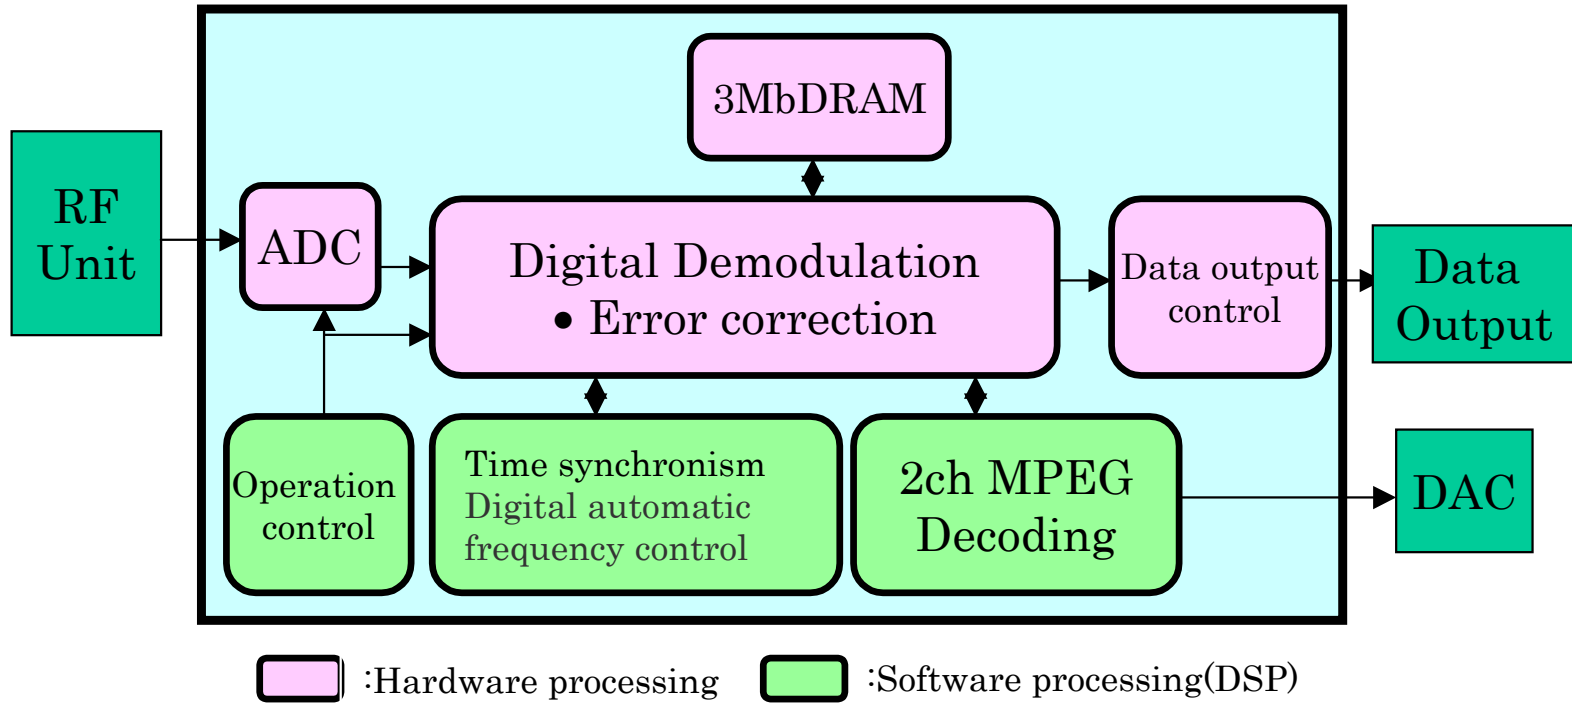 3MbDRAM
RF
Unit
ADC
Digital Demodulation
• Error correction
Data output
control
Data
Output
Operation
control
Time synchronism
Digital automatic
frequency control
2ch MPEG
Decoding
DAC
:Hardware processing
:Software processing(DSP)